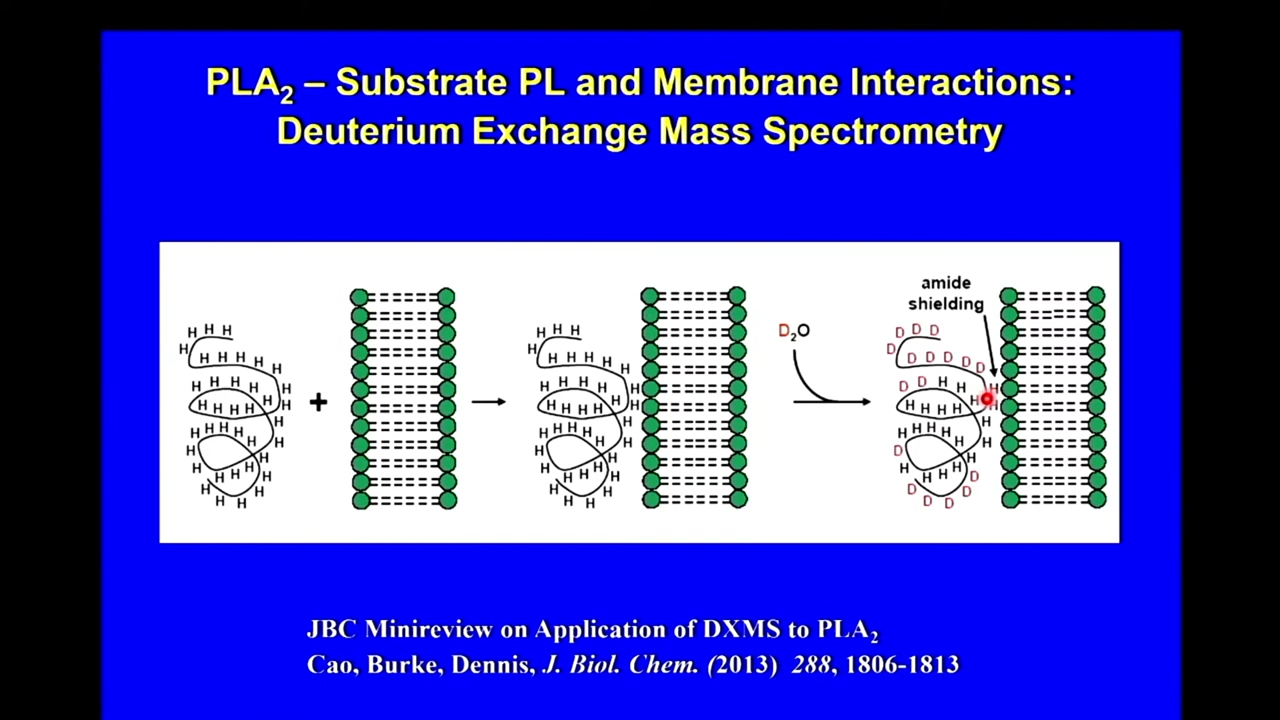 PLA₂ – Substrate PL and Membrane Interactions:
Deuterium Exchange Mass Spectrometry
amide
shielding
D₂O
H H H
H
H H H H H
H H H H H
H H H H H H
H H H H H
H H H H H
H H H H H
H H H H
+
H H H
H
H H H H H
H H H H H
H H H H H H
H H H H H
H H H H H
H H H H H
H H H H
D D D
D
D D D D D
D D H H H
H H H H
H H H H H
D H H H H
H D
D D D D
JBC Minireview on Application of DXMS to PLA₂
Cao, Burke, Dennis, J. Biol. Chem. (2013) 288, 1806-1813